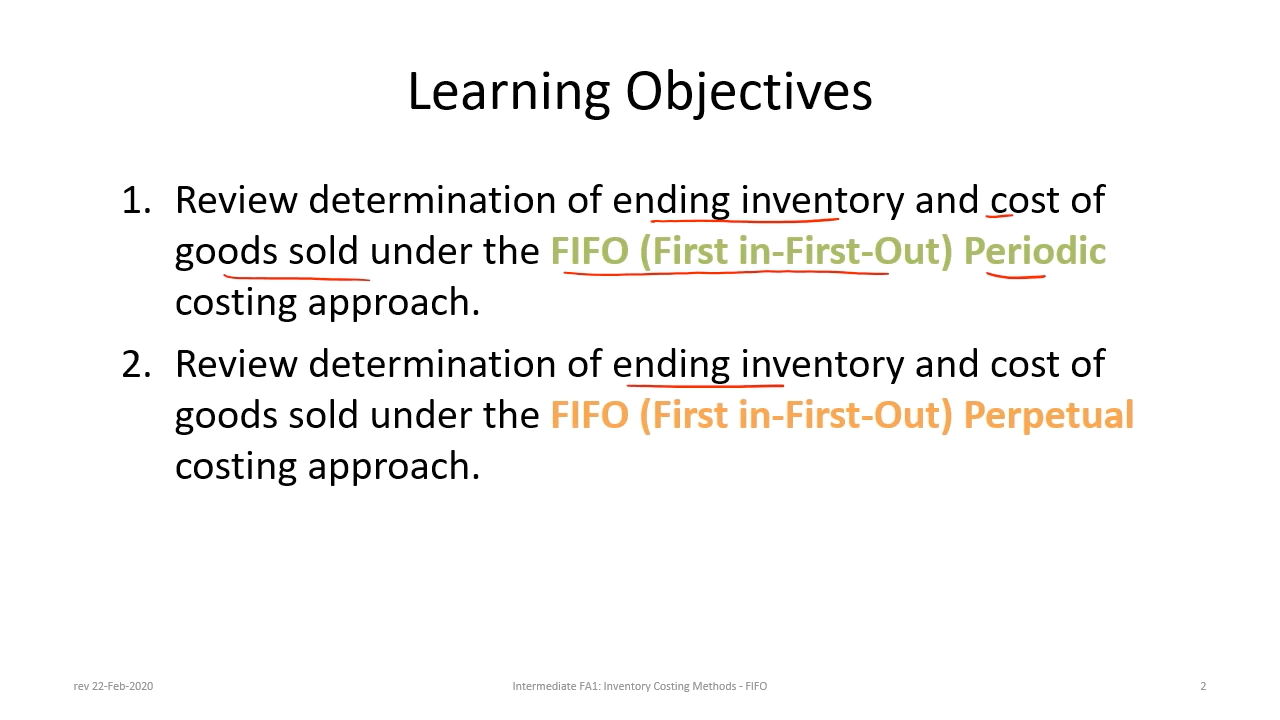 Learning Objectives
1. Review determination of ending inventory and cost of
goods sold under the FIFO (First in-First-Out) Periodic
costing approach.
2. Review determination of ending inventory and cost of
goods sold under the FIFO (First in-First-Out) Perpetual
costing approach.
rev 22-Feb-2020
Intermediate FA1: Inventory Costing Methods - FIFO
2